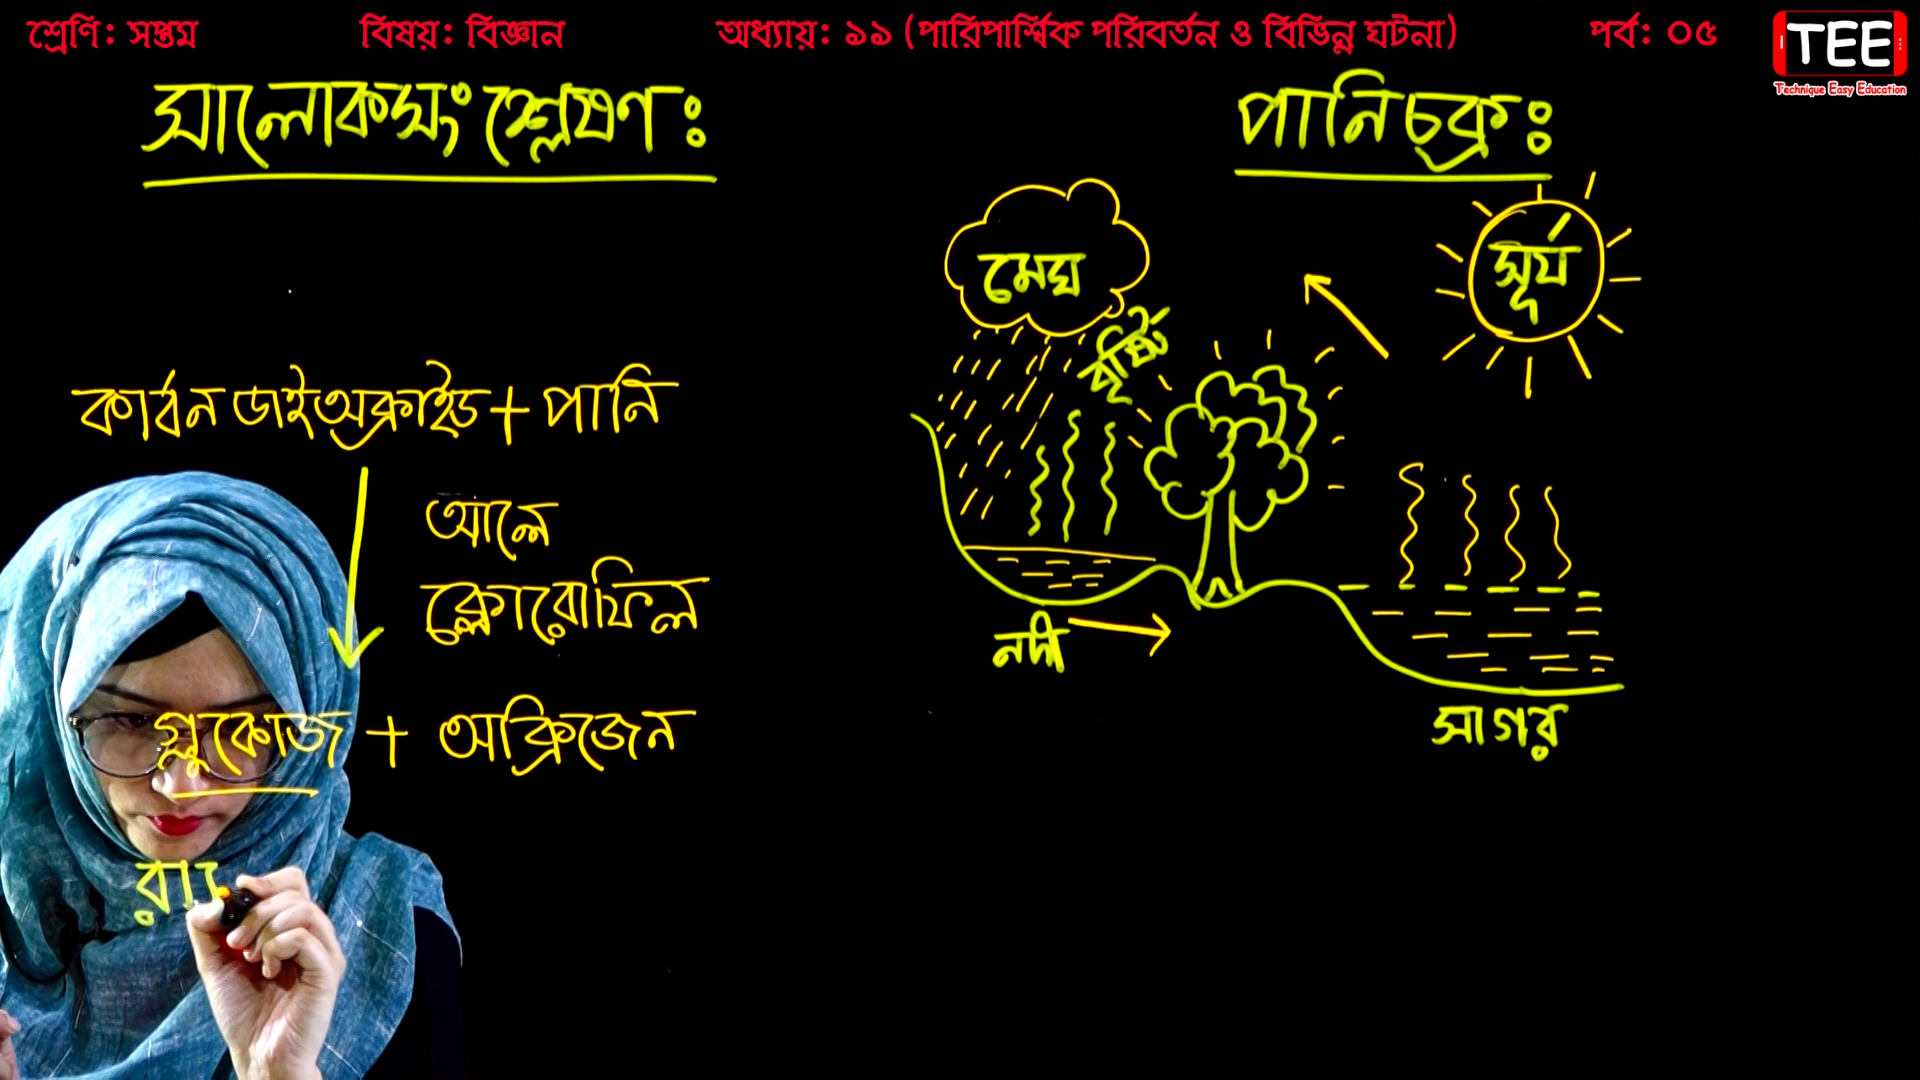 শ্রেণি: সপ্তম বিষয়: বিজ্ঞান অধ্যায়: ১১ (পারিপার্শ্বিক পরিবর্তন ও বিভিন্ন ঘটনা) পর্ব: ০৫
TEE
Technique Easy Education
আলোকসংশ্লেষণ:
কার্বন ডাইঅক্সাইড + পানি
আলো
ক্লোরোফিল
গ্লুকোজ + অক্সিজেন
পানিচক্র:
মেঘ
সূর্য
বৃষ্টি
নদী
সাগর